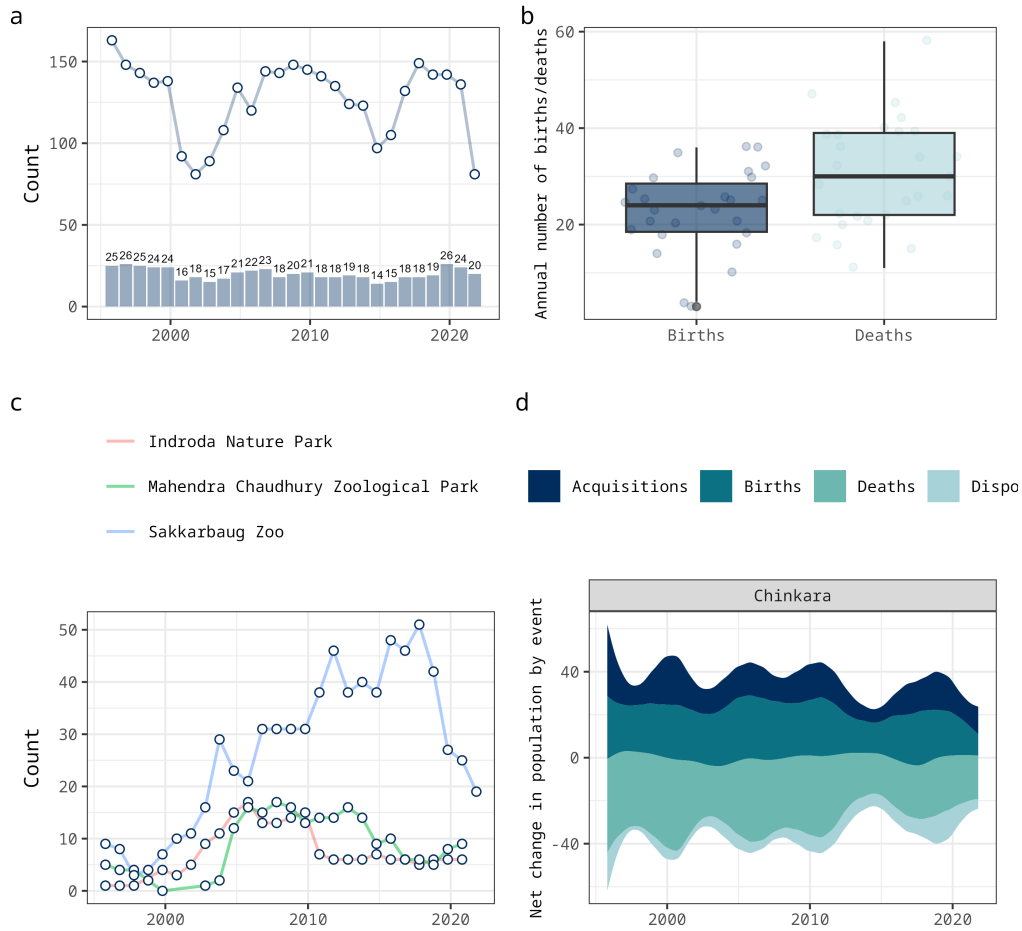 a
Count
150
100
50
0
25 26 25 24 24 16 18 15 17 21 22 23 18 20 21 18 18 19 18 14 15 18 18 19 26 24 20
2000 2010 2020
b
Annual number of births/deaths
60
40
20
Births Deaths
c
Indroda Nature Park
Mahendra Chaudhury Zoological Park
Sakkarbaug Zoo
Count
50
40
30
20
10
0
2000 2010 2020
d
Acquisitions Births Deaths Dispo
Chinkara
Net change in population by event
40
0
-40
2000 2010 2020